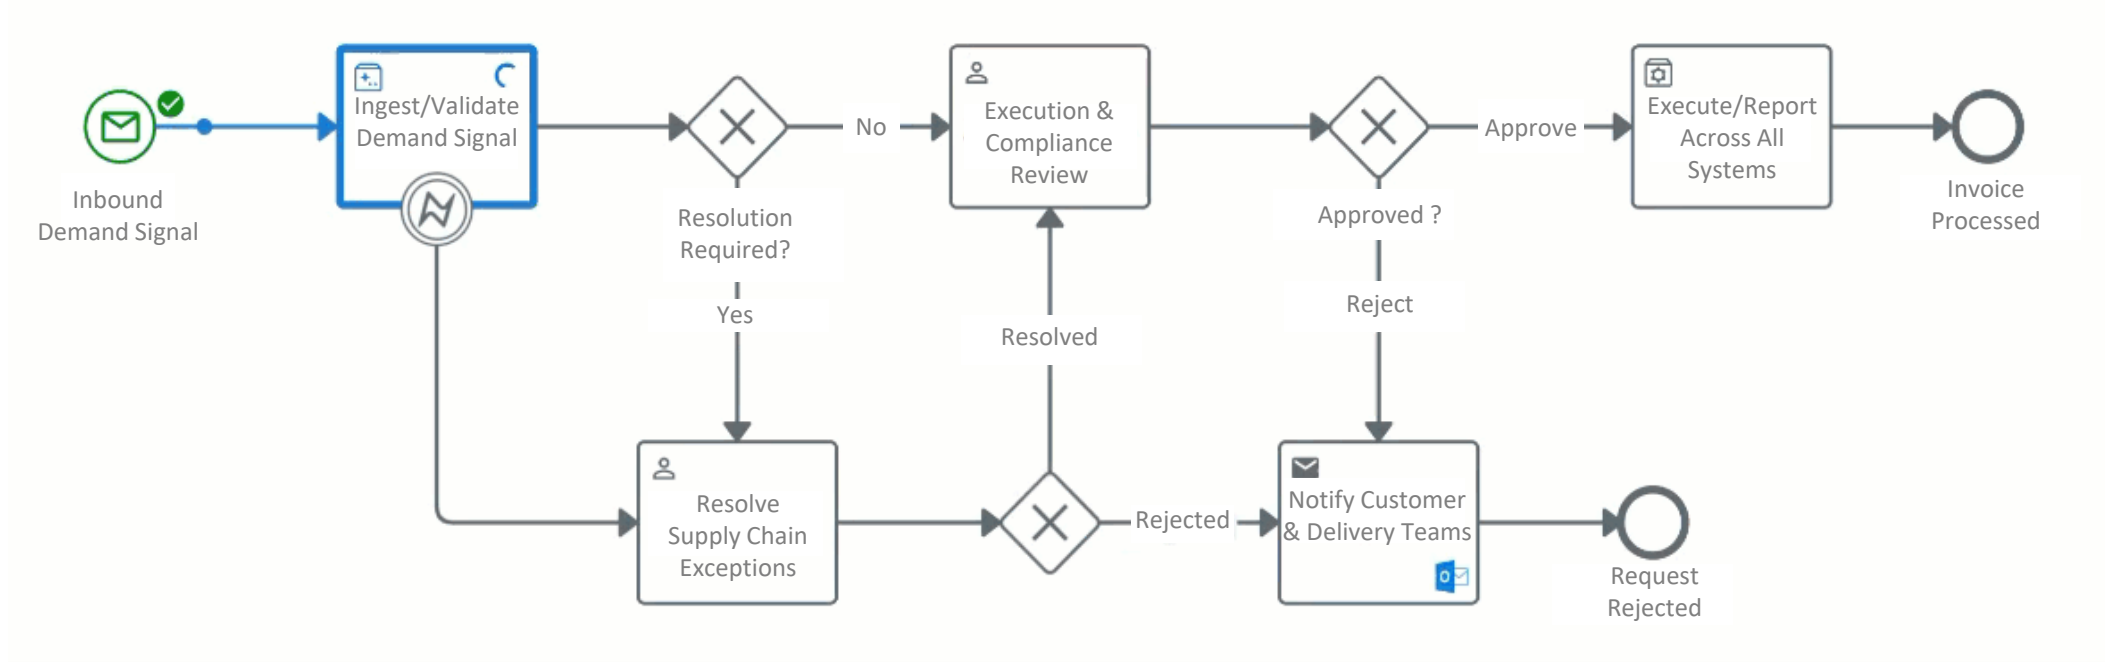 Inbound
Demand Signal
Ingest/Validate
Demand Signal
Resolution
Required?
No
Yes
Execution &
Compliance
Review
Approved ?
Approve
Reject
Execute/Report
Across All
Systems
Invoice
Processed
Resolve
Supply Chain
Exceptions
Resolved
Rejected
Notify Customer
& Delivery Teams
Request
Rejected